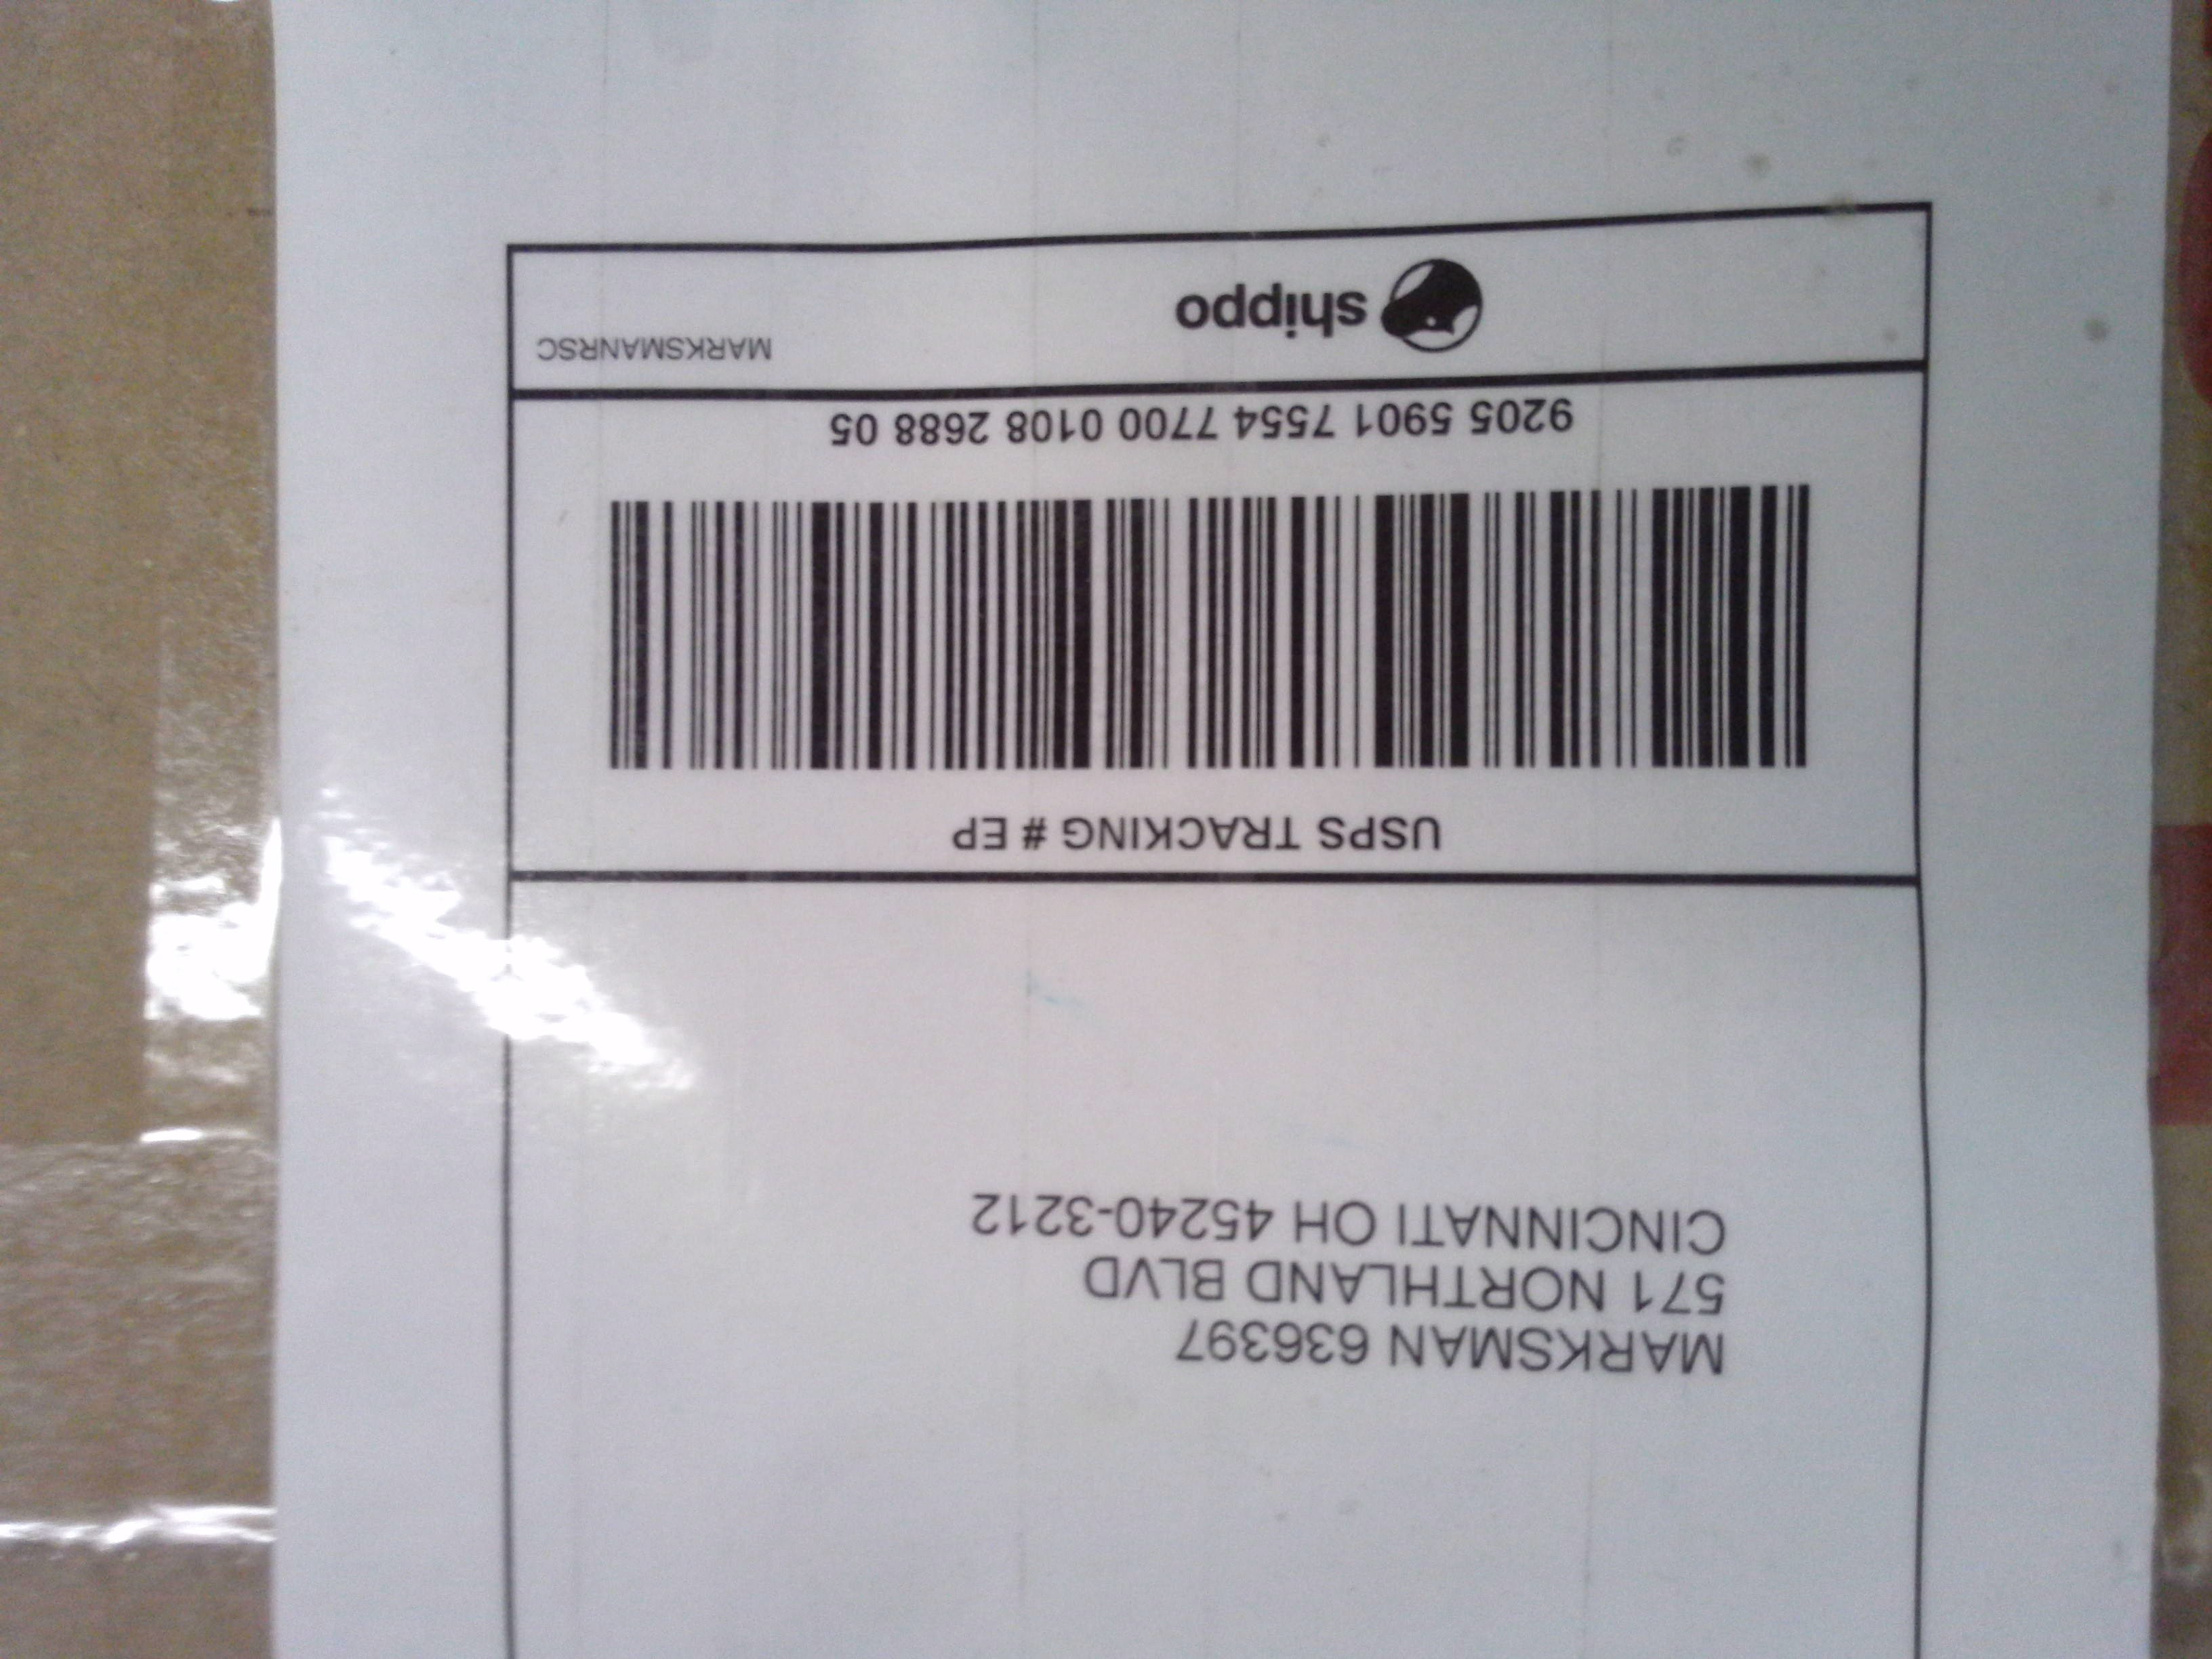 MARKSMAN 636397
571 NORTHLAND BLVD
CINCINNATI OH 45240-3212
USPS TRACKING # EP
9205 5901 7554 7700 0108 2688 05
shippo
MARKSMANRSC